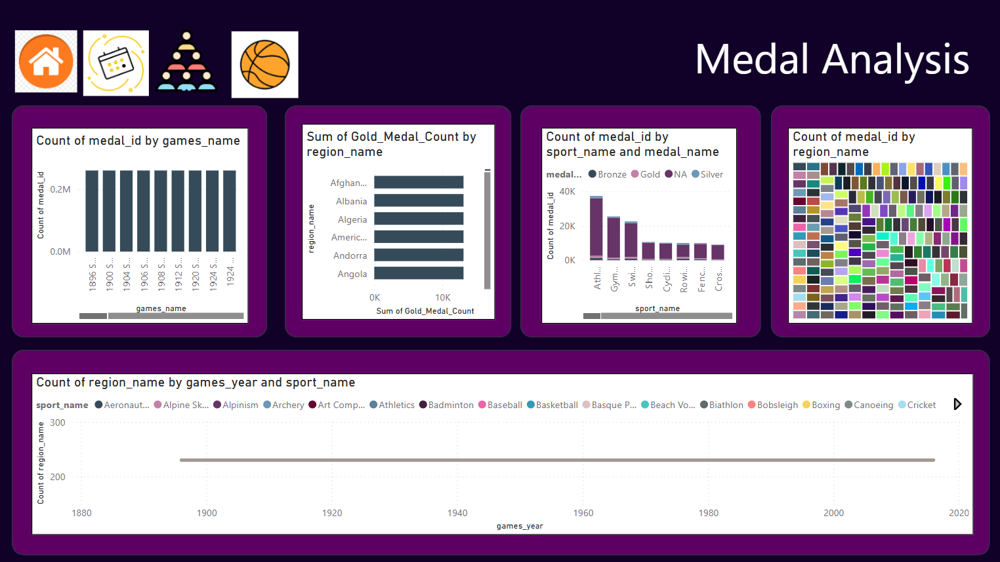 Medal Analysis
Count of medal_id by games_name
Count of medal_id
0.2M
0.0M
1896 S...
1900 S...
1904 S...
1906 S...
1908 S...
1912 S...
1920 S...
1924 S...
1924 ...
games_name
Sum of Gold_Medal_Count by
region_name
region_name
Afghan...
Albania
Algeria
Americ...
Andorra
Angola
0K
10K
Sum of Gold_Medal_Count
Count of medal_id by
sport_name and medal_name
medal...
Bronze
Gold
NA
Silver
Count of medal_id
40K
20K
0K
Athl...
Gym...
Swi...
Sho...
Cycli...
Rowi...
Fenc...
Cros...
sport_name
Count of medal_id by
region_name
Count of region_name by games_year and sport_name
sport_name
Aeronaut...
Alpine Sk...
Alpinism
Archery
Art Comp...
Athletics
Badminton
Baseball
Basketball
Basque P...
Beach Vo...
Biathlon
Bobsleigh
Boxing
Canoeing
Cricket
Count of region_name
300
200
1880
1900
1920
1940
1960
1980
2000
2020
games_year